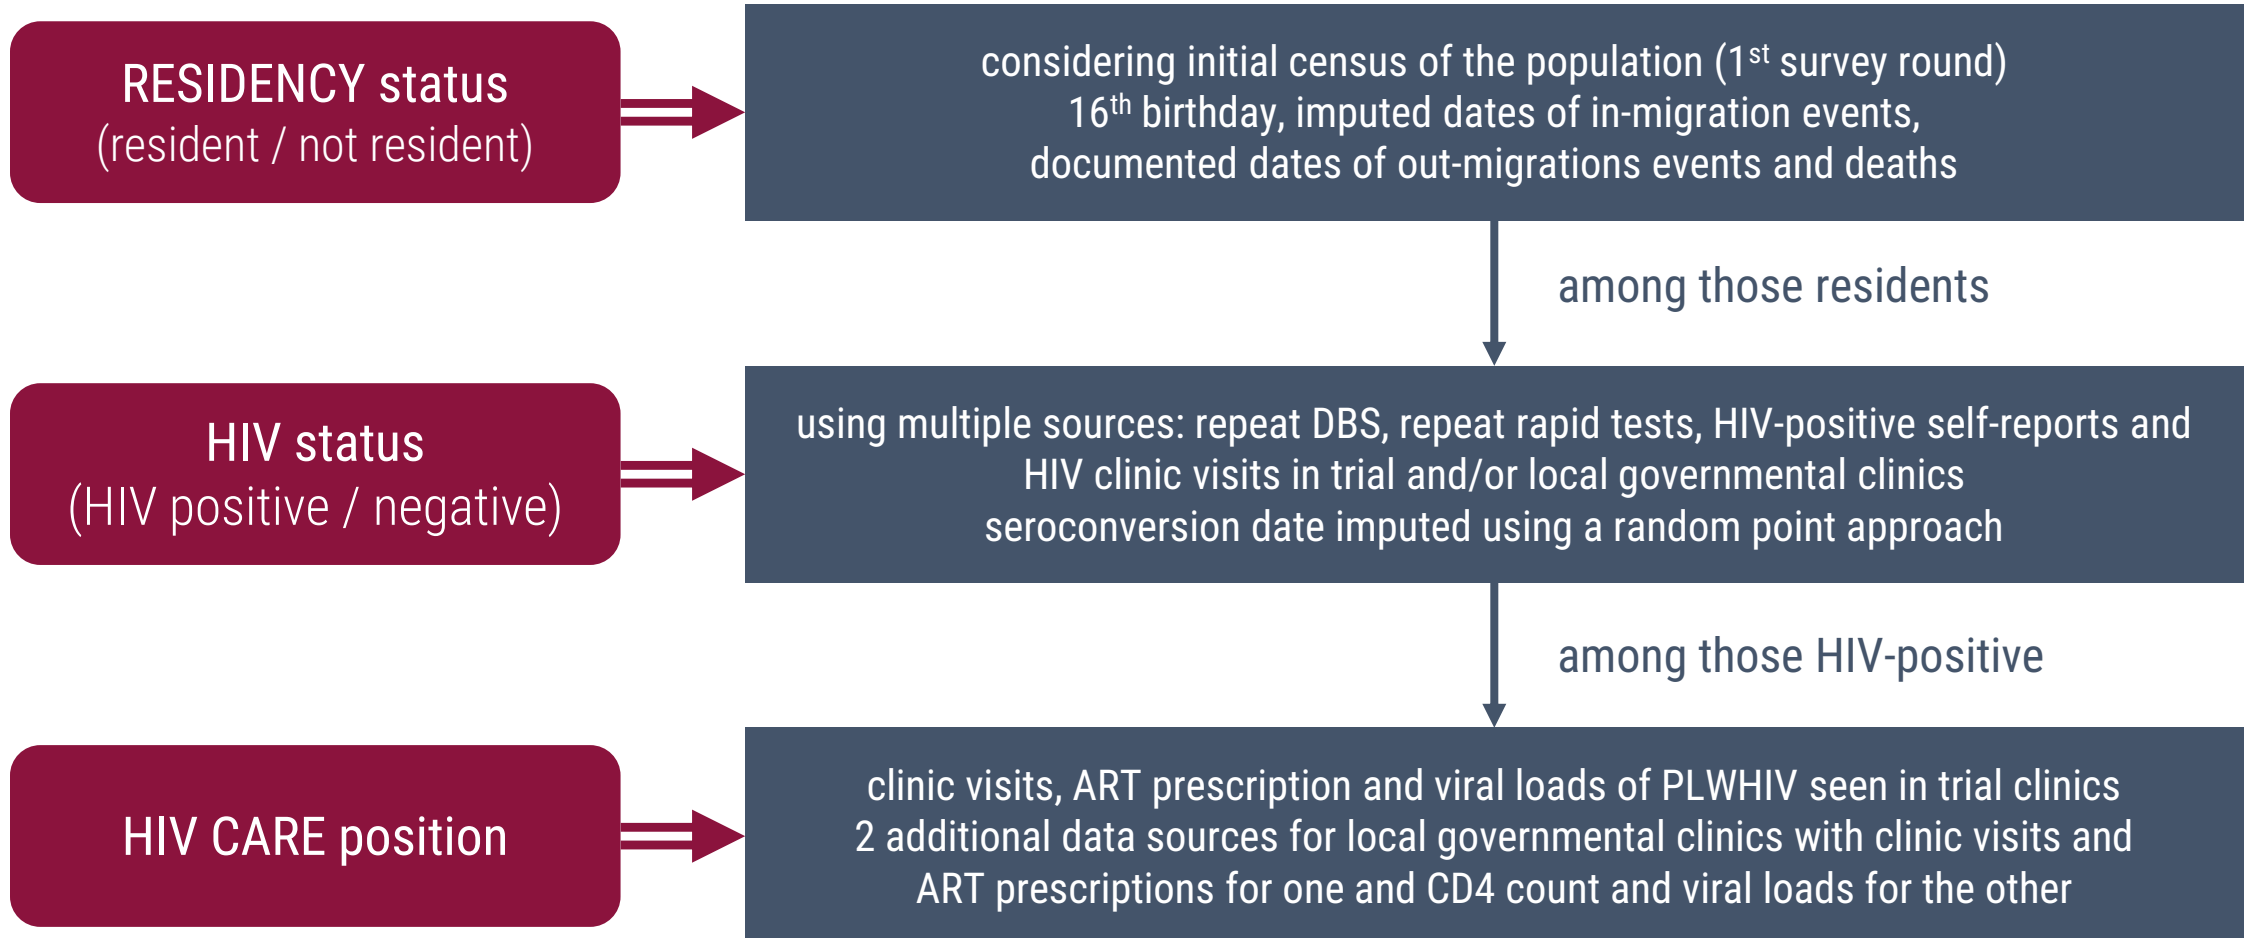 RESIDENCY status
(resident / not resident)
considering initial census of the population (1st survey round)
16th birthday, imputed dates of in-migration events,
documented dates of out-migrations events and deaths
among those residents
HIV status
(HIV positive / negative)
using multiple sources: repeat DBS, repeat rapid tests, HIV-positive self-reports and
HIV clinic visits in trial and/or local governmental clinics
seroconversion date imputed using a random point approach
among those HIV-positive
HIV CARE position
clinic visits, ART prescription and viral loads of PLWHIV seen in trial clinics
2 additional data sources for local governmental clinics with clinic visits and
ART prescriptions for one and CD4 count and viral loads for the other